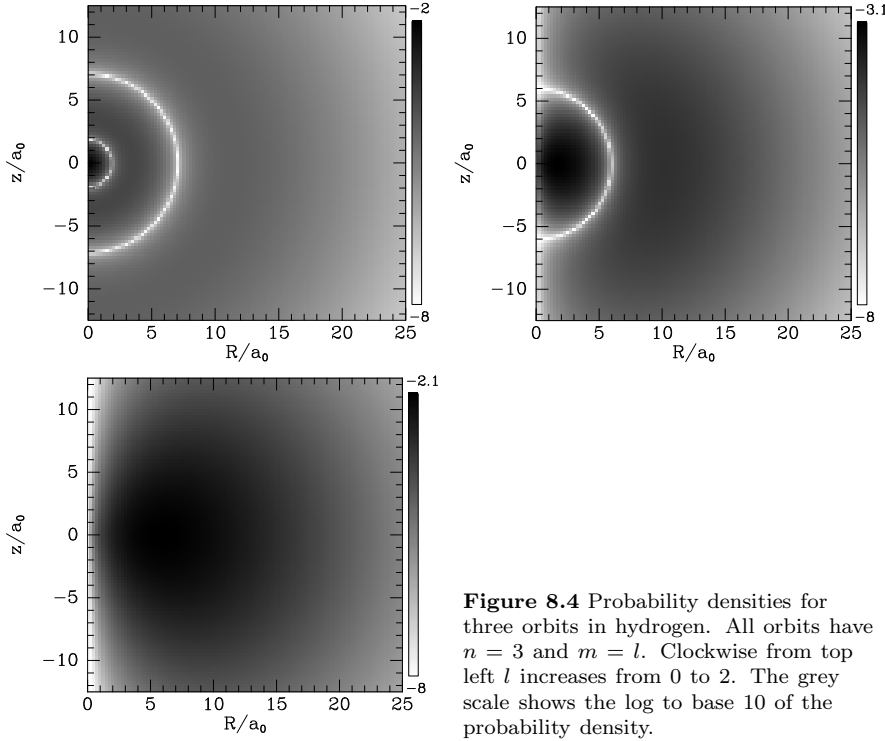 −2
10
5
0
−5
−10
z/a₀
0 5 10 15 20 25
R/a₀
−8
−3.1
10
5
0
−5
−10
z/a₀
0 5 10 15 20 25
R/a₀
−8
−2.1
10
5
0
−5
−10
z/a₀
0 5 10 15 20 25
R/a₀
−8
Figure 8.4 Probability densities for
three orbits in hydrogen. All orbits have
n = 3 and m = l. Clockwise from top
left l increases from 0 to 2. The grey
scale shows the log to base 10 of the
probability density.